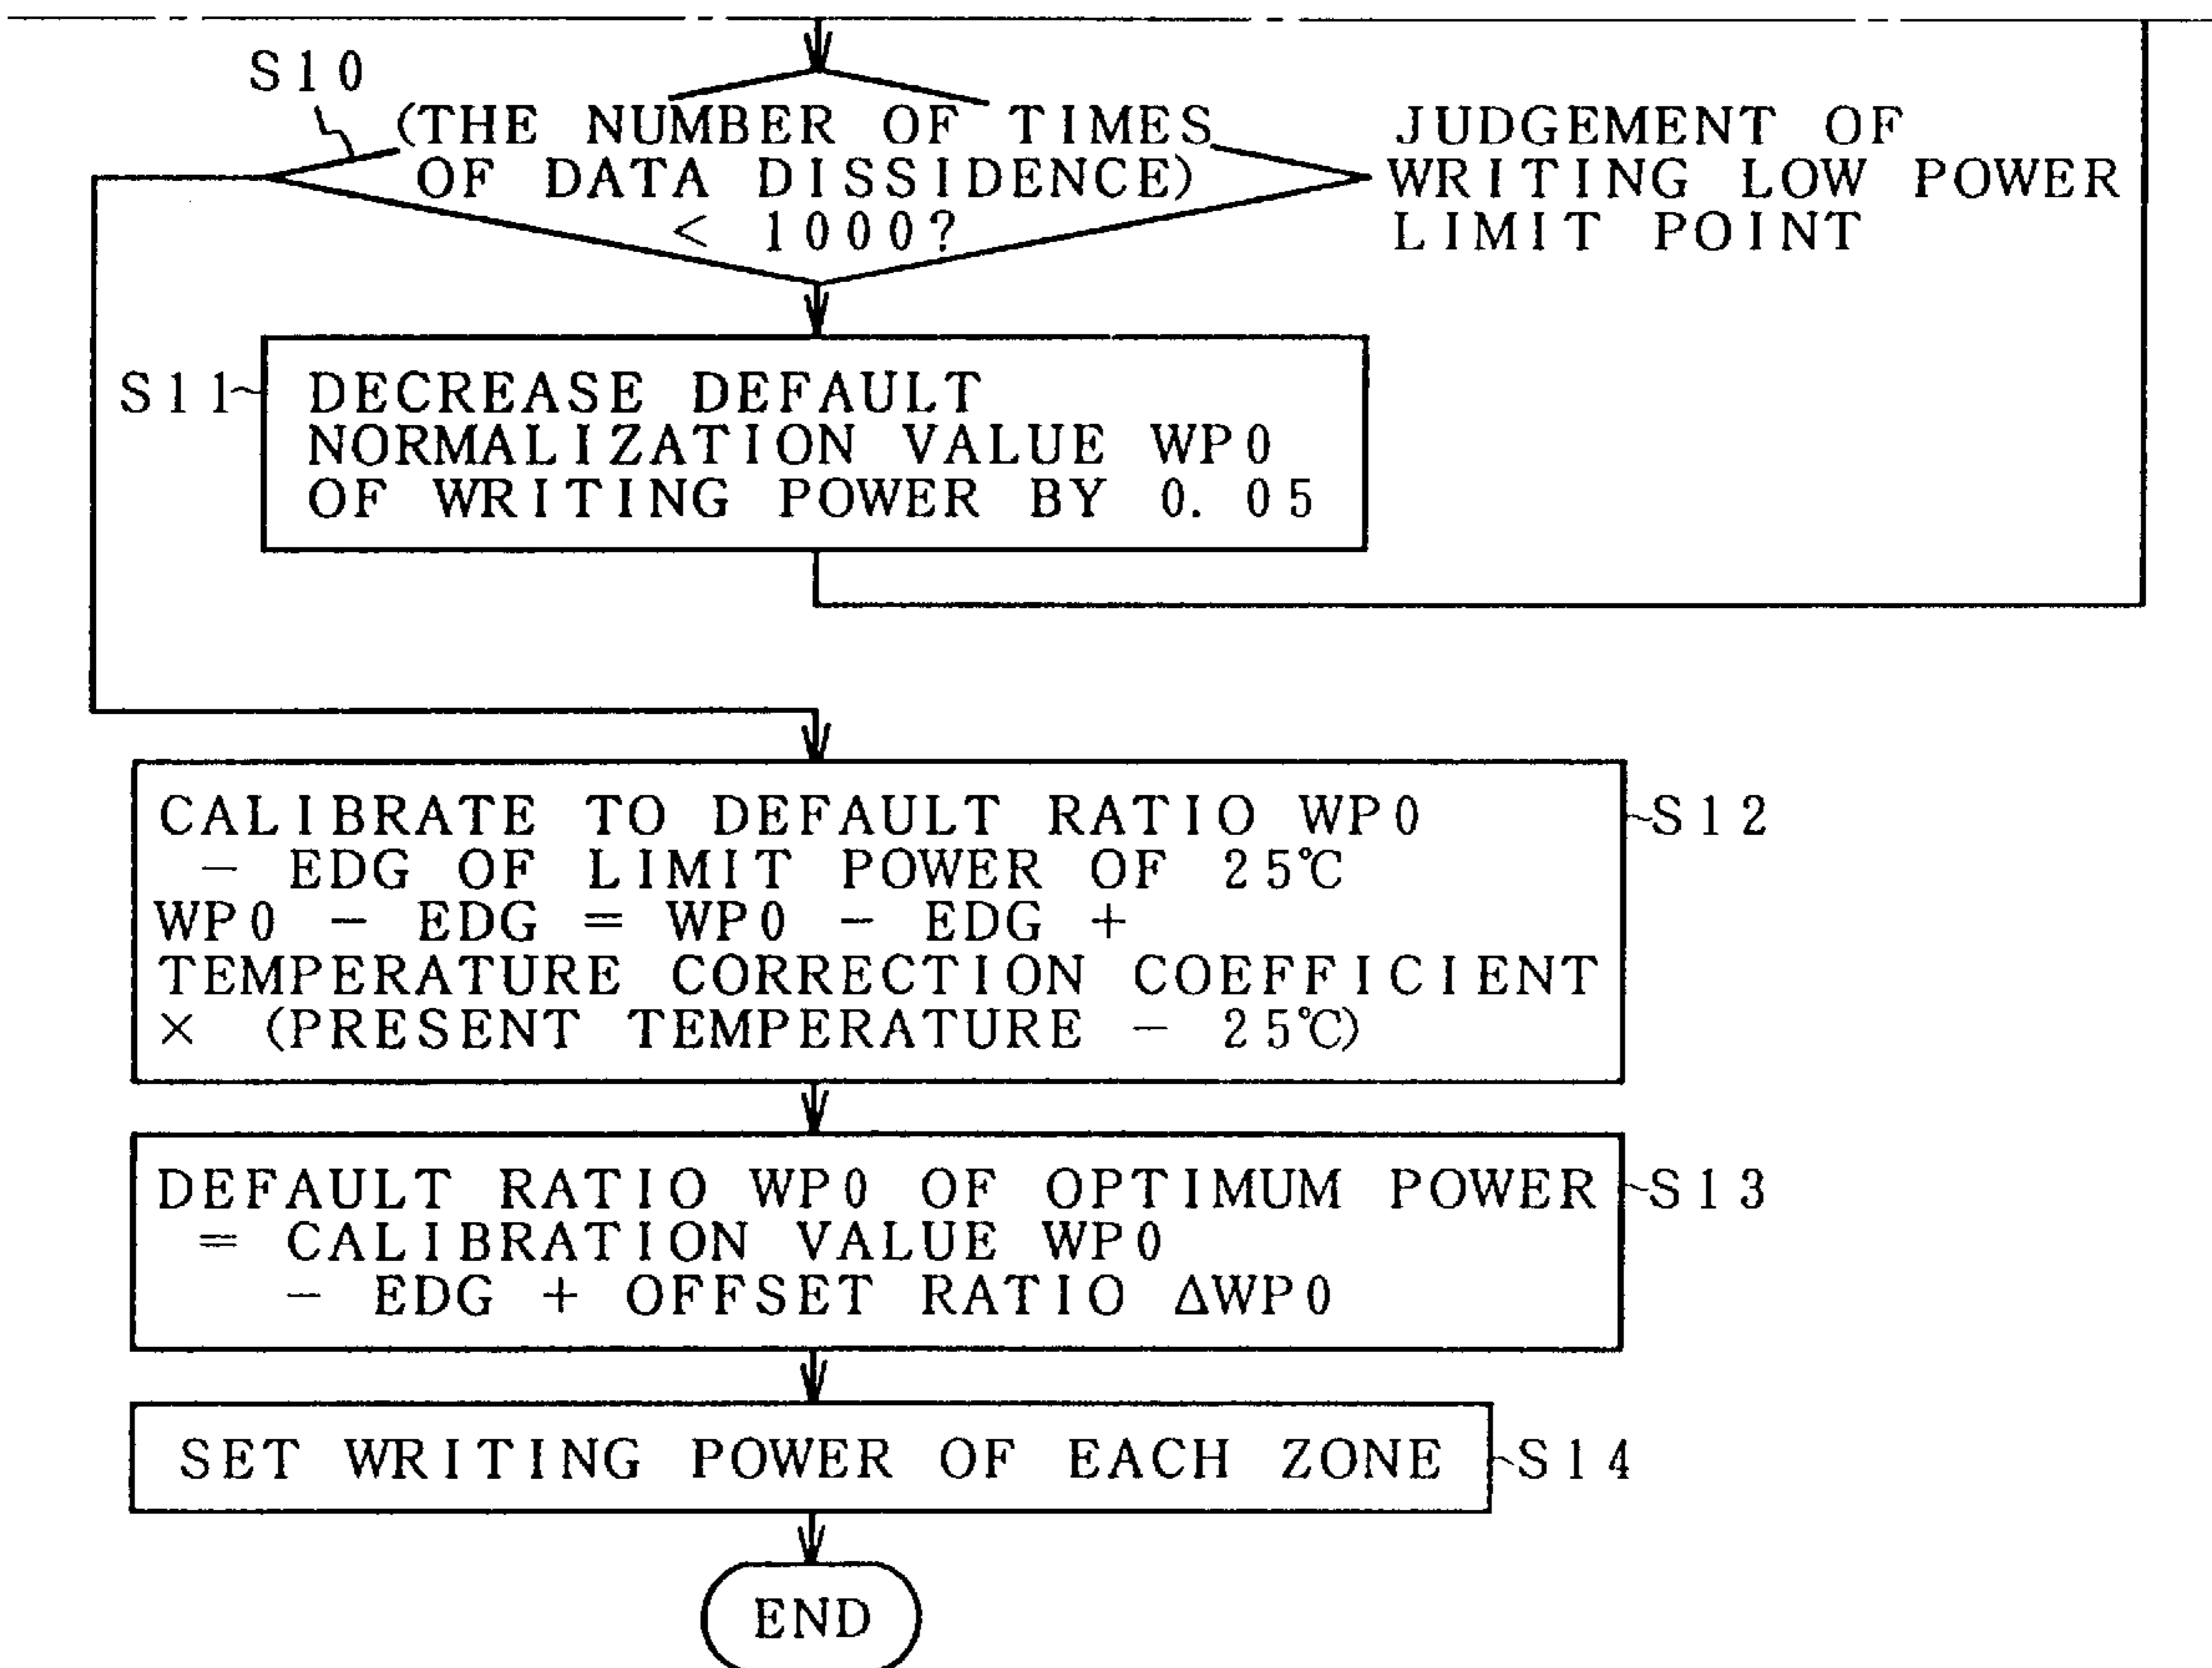 S10
(THE NUMBER OF TIMES
OF DATA DISSIDENCE)
< 1000?
JUDGEMENT OF
WRITING LOW POWER
LIMIT POINT
S11
DECREASE DEFAULT
NORMALIZATION VALUE WP0
OF WRITING POWER BY 0.05
CALIBRATE TO DEFAULT RATIO WP0
- EDG OF LIMIT POWER OF 25℃
WP0 - EDG = WP0 - EDG +
TEMPERATURE CORRECTION COEFFICIENT
× (PRESENT TEMPERATURE - 25℃)
S12
DEFAULT RATIO WP0 OF OPTIMUM POWER
= CALIBRATION VALUE WP0
- EDG + OFFSET RATIO ΔWP0
S13
SET WRITING POWER OF EACH ZONE
S14
END